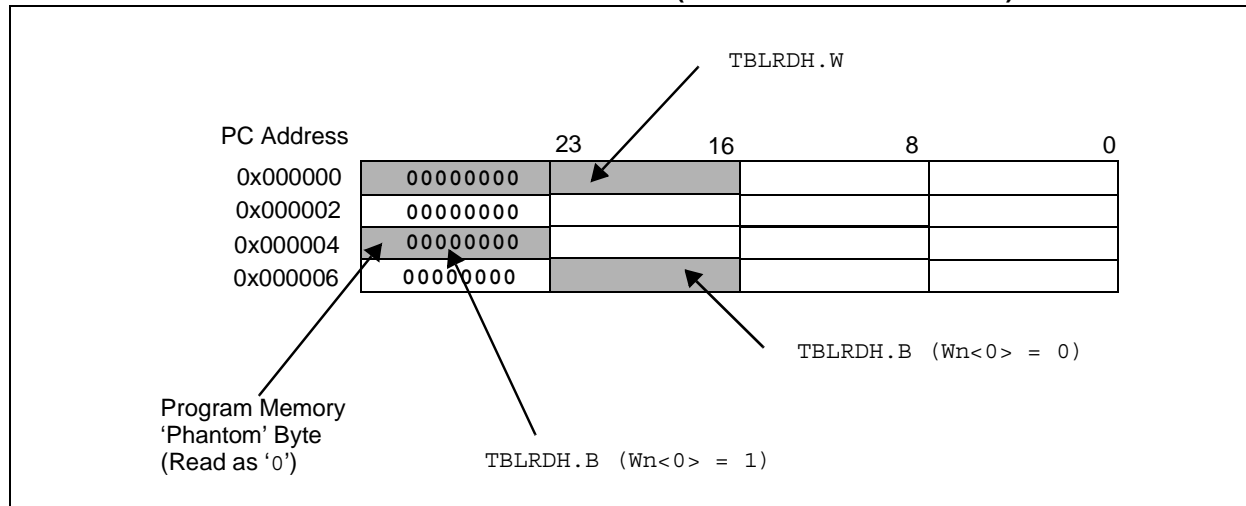 TBLRDH.W
PC Address
23 16 8 0
0x000000 00000000
0x000002 00000000
0x000004 00000000
0x000006 00000000
TBLRDH.B (Wn<0> = 0)
Program Memory
‘Phantom’ Byte
(Read as ‘0’)
TBLRDH.B (Wn<0> = 1)